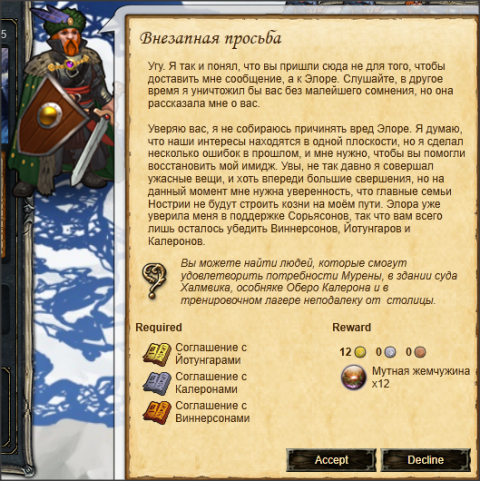 5
Внезапная просьба
Угу. Я так и понял, что вы пришли сюда не для того, чтобы
доставить мне сообщение, а к Элоре. Слушайте, в другое
время я уничтожил бы вас без малейшего сомнения, но она
рассказала мне о вас.
Уверяю вас, я не собираюсь причинять вред Элоре. Я думаю,
что наши интересы находятся в одной плоскости, но я сделал
несколько ошибок в прошлом, и мне нужно, чтобы вы помогли
восстановить мой имидж. Увы, не так давно я совершал
ужасные вещи, и хоть впереди большие свершения, но на
данный момент мне нужна уверенность, что главные семьи
Нострии не будут строить козни на моём пути. Элора уже
уверила меня в поддержке Сорьясонов, так что вам всего
лишь осталось убедить Виннерсонов, Йотунгаров и
Калеронов.
Вы можете найти людей, которые смогут
удовлетворить потребности Мурены, в здании суда
Халмвика, особняке Оберо Калерона и в
тренировочном лагере неподалеку от столицы.
Required
Reward
Соглашение с
Йотунгарами
Соглашение с
Калеронами
Соглашение с
Виннерсонами
12 0 0
Мутная жемчужина
x12
Accept
Decline